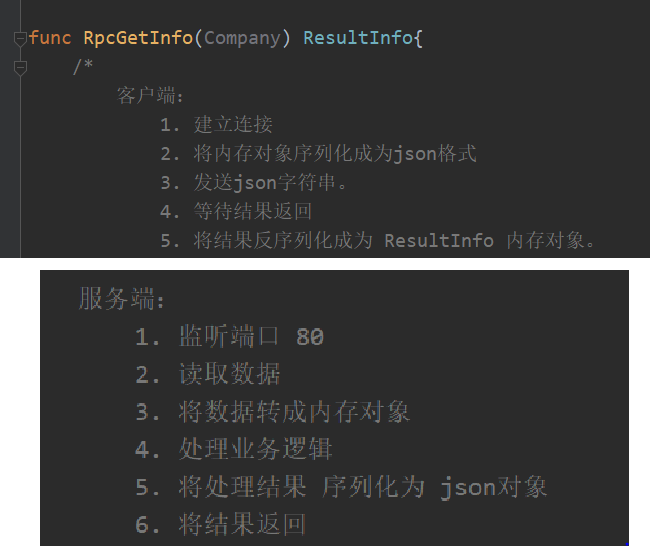 func RpcGetInfo(Company) ResultInfo{
/*
客户端:
1. 建立连接
2. 将内存对象序列化成为json格式
3. 发送json字符串。
4. 等待结果返回
5. 将结果反序列化成为 ResultInfo 内存对象。
服务端:
1. 监听端口 80
2. 读取数据
3. 将数据转成内存对象
4. 处理业务逻辑
5. 将处理结果 序列化为 json对象
6. 将结果返回